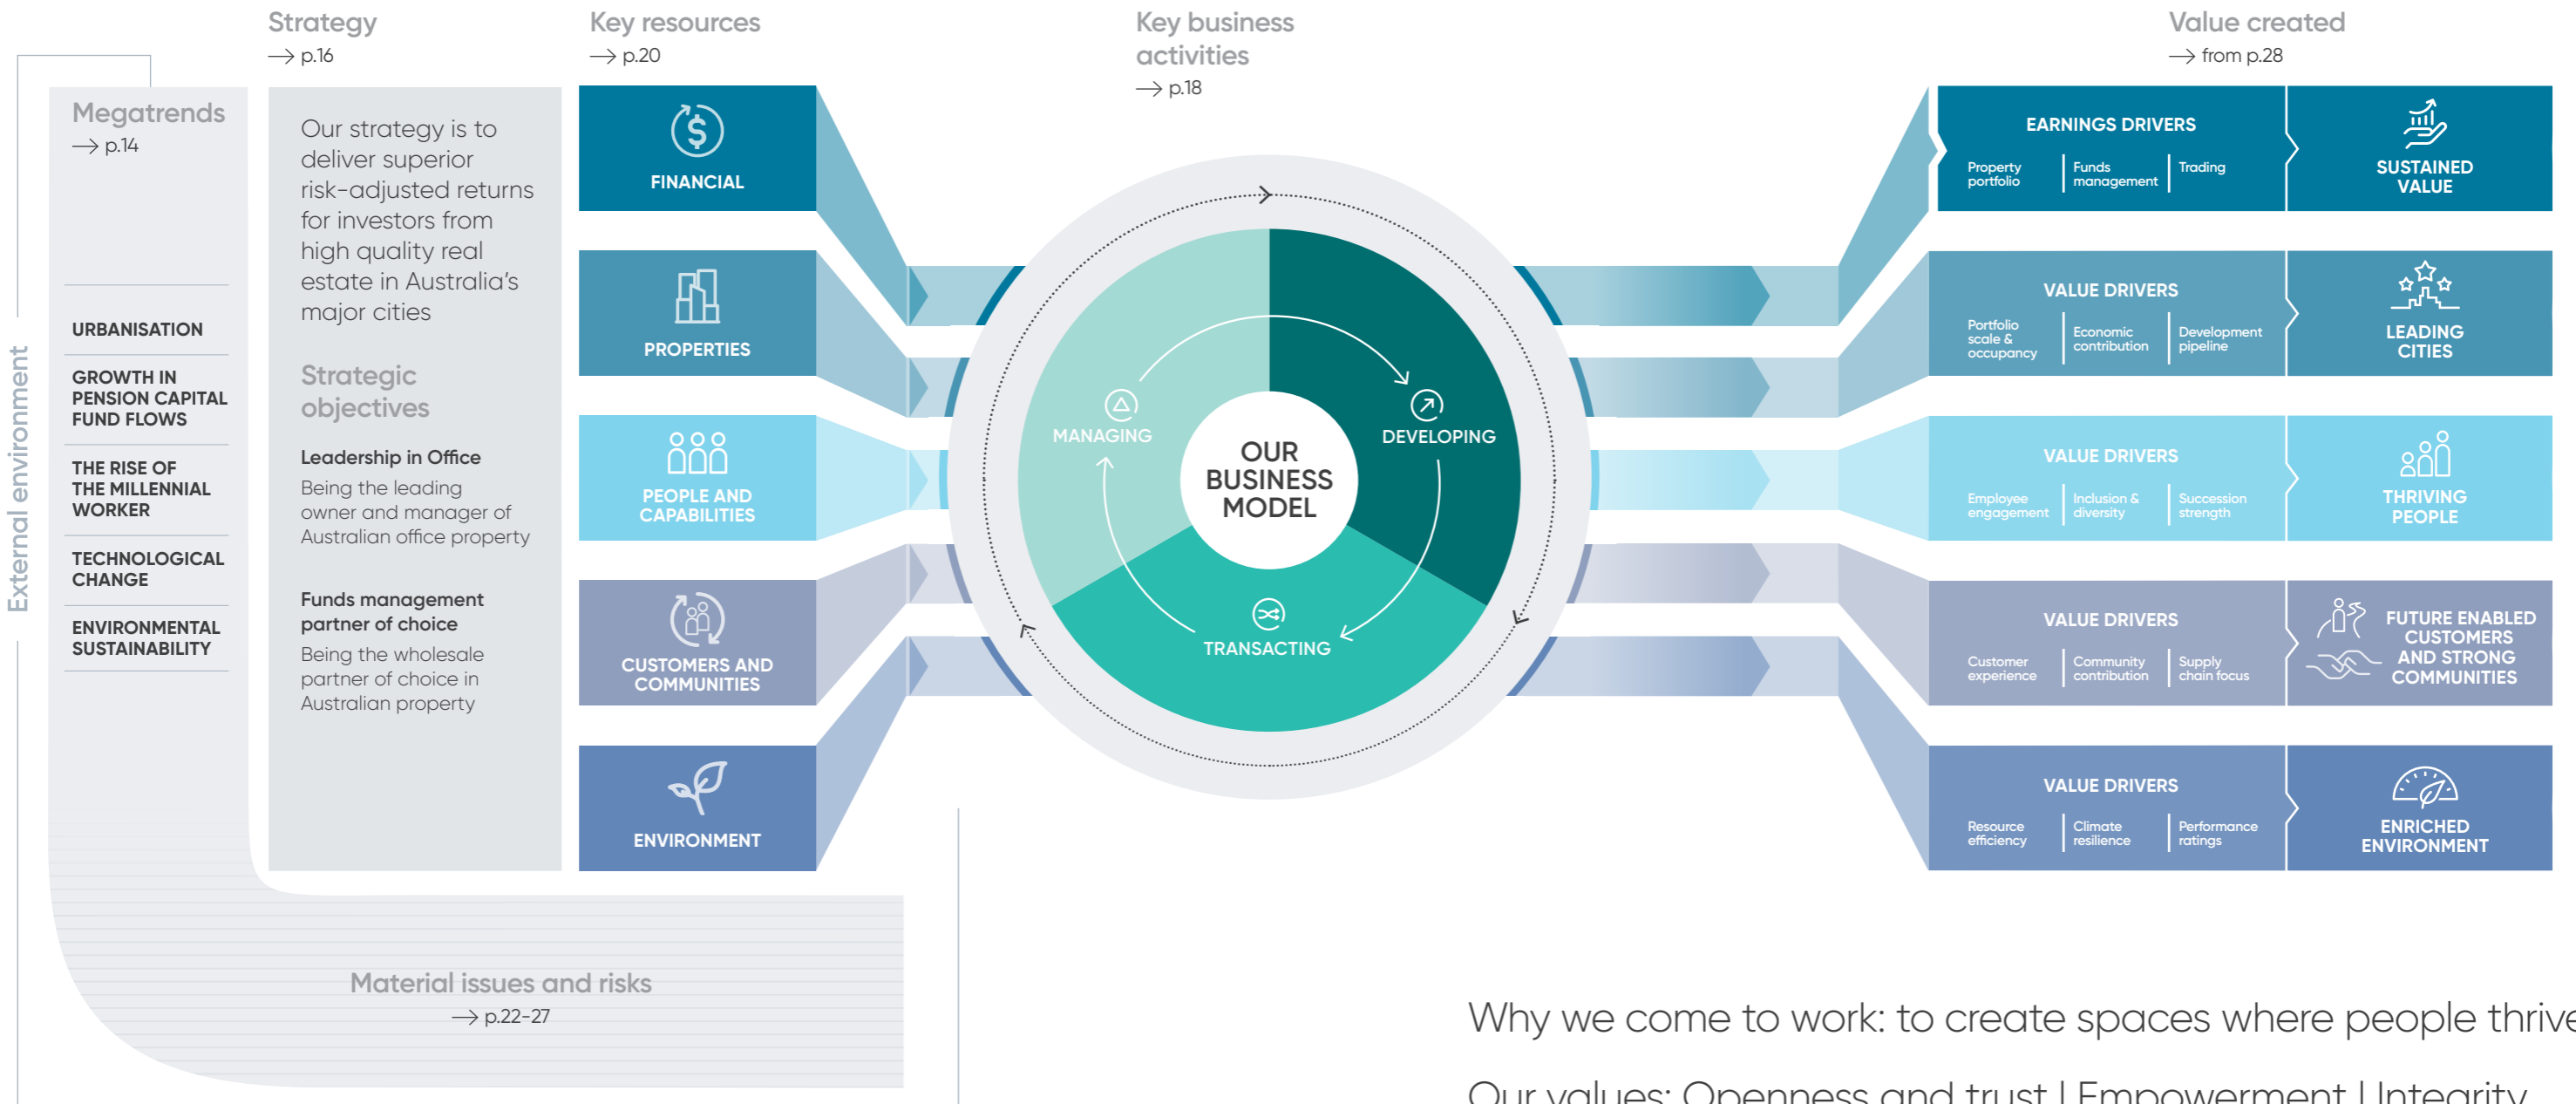 Strategy
→ p.16
Key resources
→ p.20
Key business
activities
→ p.18
Value created
→ from p.28
External environment
Megatrends
→ p.14
URBANISATION
GROWTH IN
PENSION CAPITAL
FUND FLOWS
THE RISE OF
THE MILLENNIAL
WORKER
TECHNOLOGICAL
CHANGE
ENVIRONMENTAL
SUSTAINABILITY
Our strategy is to
deliver superior
risk-adjusted returns
for investors from
high quality real
estate in Australia's
major cities
Strategic
objectives
Leadership in Office
Being the leading
owner and manager of
Australian office property
Funds management
partner of choice
Being the wholesale
partner of choice in
Australian property
FINANCIAL
PROPERTIES
PEOPLE AND
CAPABILITIES
CUSTOMERS AND
COMMUNITIES
ENVIRONMENT
MANAGING
DEVELOPING
TRANSACTING
OUR
BUSINESS
MODEL
EARNINGS DRIVERS
Property
portfolio
Funds
management
Trading
SUSTAINED
VALUE
VALUE DRIVERS
Portfolio
scale &
occupancy
Economic
contribution
Development
pipeline
LEADING
CITIES
VALUE DRIVERS
Employee
engagement
Inclusion &
diversity
Succession
strength
THRIVING
PEOPLE
VALUE DRIVERS
Customer
experience
Community
contribution
Supply
chain focus
FUTURE ENABLED
CUSTOMERS
AND STRONG
COMMUNITIES
VALUE DRIVERS
Resource
efficiency
Climate
resilience
Performance
ratings
ENRICHED
ENVIRONMENT
Material issues and risks
→ p.22-27
Why we come to work: to create spaces where people thrive
Our values: Openness and trust | Empowerment | Integrity